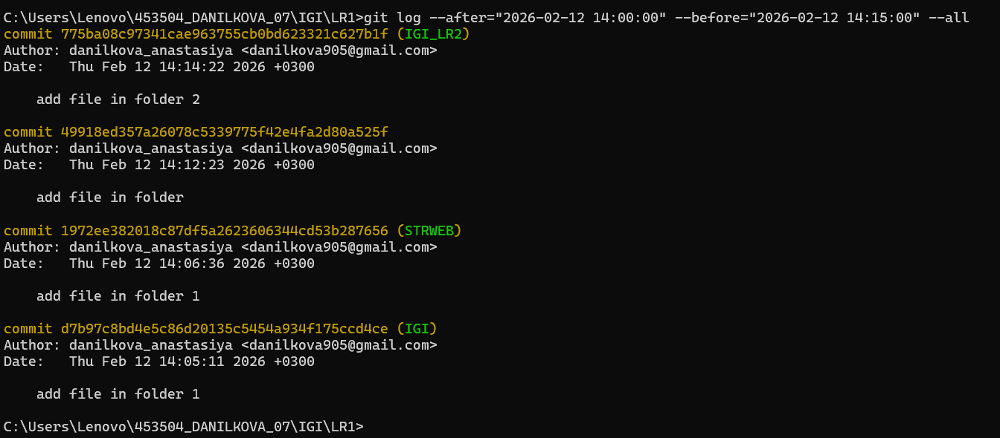 C:\Users\Lenovo\453504_DANILKOVA_07\IGI\LR1>git log --after="2026-02-12 14:00:00" --before="2026-02-12 14:15:00" --all
commit 775ba08c97341cae963755cb0bd623321c627b1f (IGI_LR2)
Author: danilkova_anastasiya <danilkova905@gmail.com>
Date:   Thu Feb 12 14:14:22 2026 +0300
    add file in folder 2
commit 49918ed357a26078c5339775f42e4fa2d80a525f
Author: danilkova_anastasiya <danilkova905@gmail.com>
Date:   Thu Feb 12 14:12:23 2026 +0300
    add file in folder
commit 1972ee382018c87df5a2623606344cd53b287656 (STRWEB)
Author: danilkova_anastasiya <danilkova905@gmail.com>
Date:   Thu Feb 12 14:06:36 2026 +0300
    add file in folder 1
commit d7b97c8bd4e5c86d20135c5454a934f175ccd4ce (IGI)
Author: danilkova_anastasiya <danilkova905@gmail.com>
Date:   Thu Feb 12 14:05:11 2026 +0300
    add file in folder 1
C:\Users\Lenovo\453504_DANILKOVA_07\IGI\LR1>